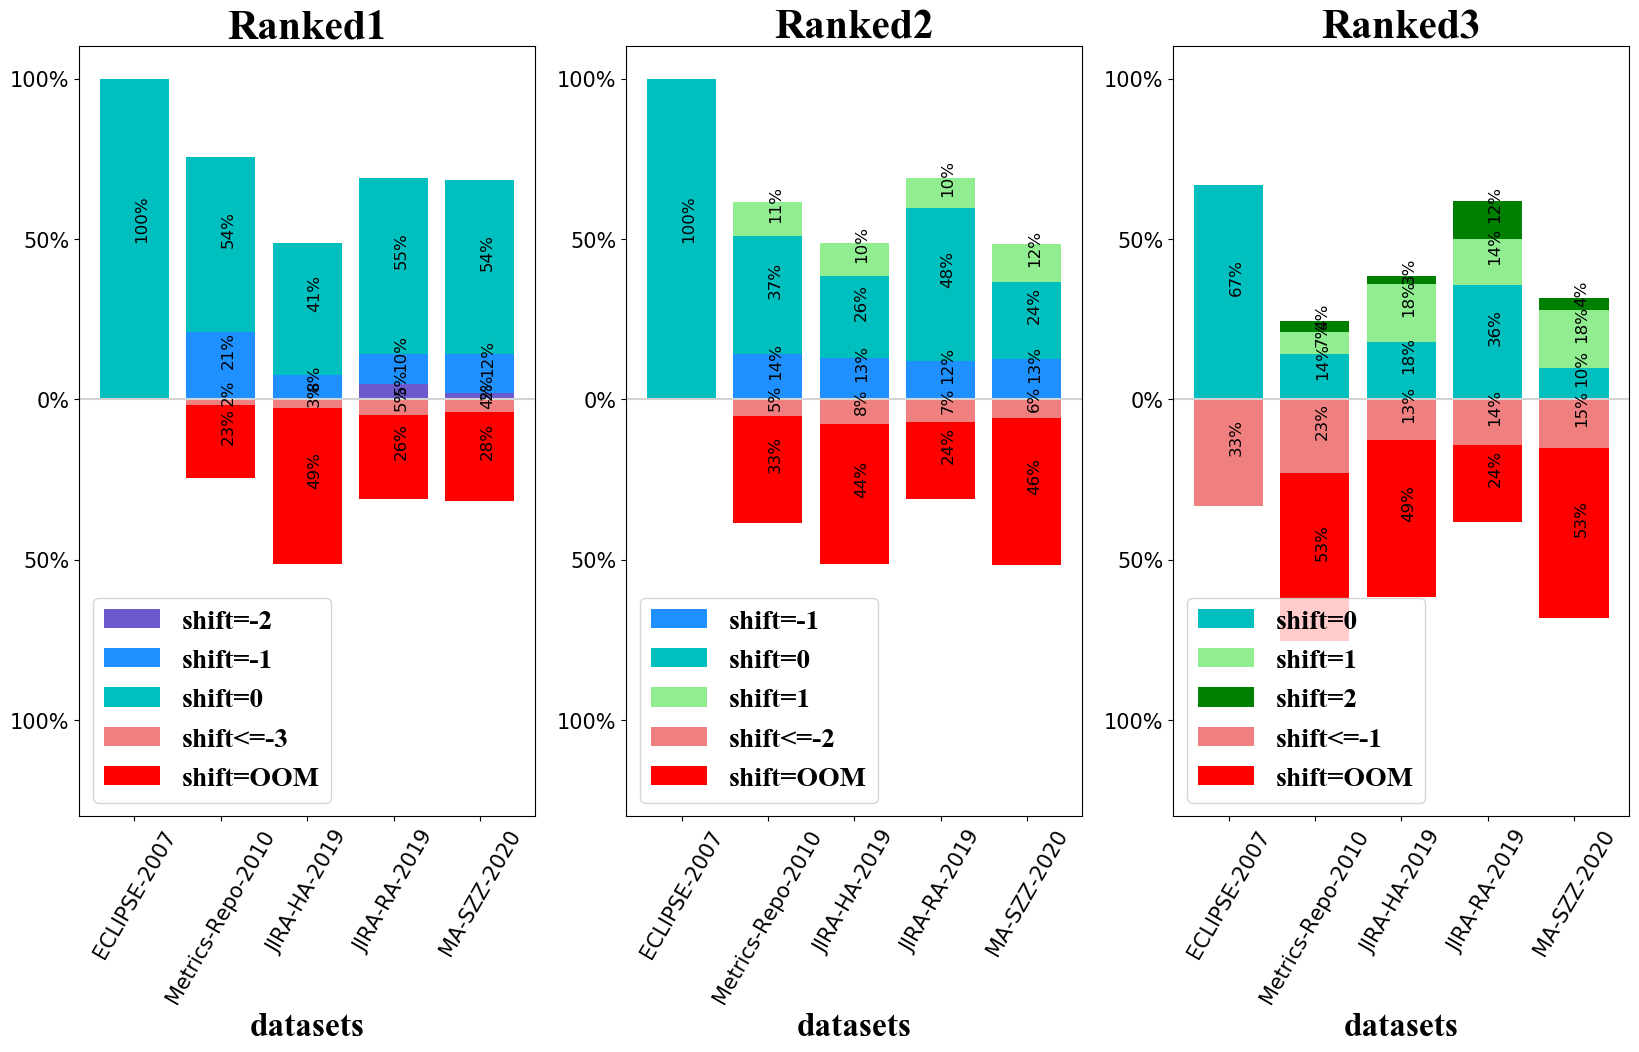 Ranked1
100%
50%
0%
50%
100%
100%
54%
21%
2%
23%
41%
8%
3%
49%
55%
10%
5%
5%
26%
54%
12%
2%
4%
28%
shift=-2
shift=-1
shift=0
shift<=-3
shift=OOM
ECLIPSE-2007
Metrics-Repo-2010
JIRA-HA-2019
JIRA-RA-2019
MA-SZZ-2020
datasets
Ranked2
100%
50%
0%
50%
100%
100%
11%
37%
14%
5%
33%
10%
26%
13%
8%
44%
10%
48%
12%
7%
24%
12%
24%
13%
6%
46%
shift=-1
shift=0
shift=1
shift<=-2
shift=OOM
ECLIPSE-2007
Metrics-Repo-2010
JIRA-HA-2019
JIRA-RA-2019
MA-SZZ-2020
datasets
Ranked3
100%
50%
0%
50%
100%
67%
33%
4%
7%
14%
23%
53%
3%
18%
18%
13%
49%
12%
14%
36%
14%
24%
4%
18%
10%
15%
53%
shift=0
shift=1
shift=2
shift<=-1
shift=OOM
ECLIPSE-2007
Metrics-Repo-2010
JIRA-HA-2019
JIRA-RA-2019
MA-SZZ-2020
datasets